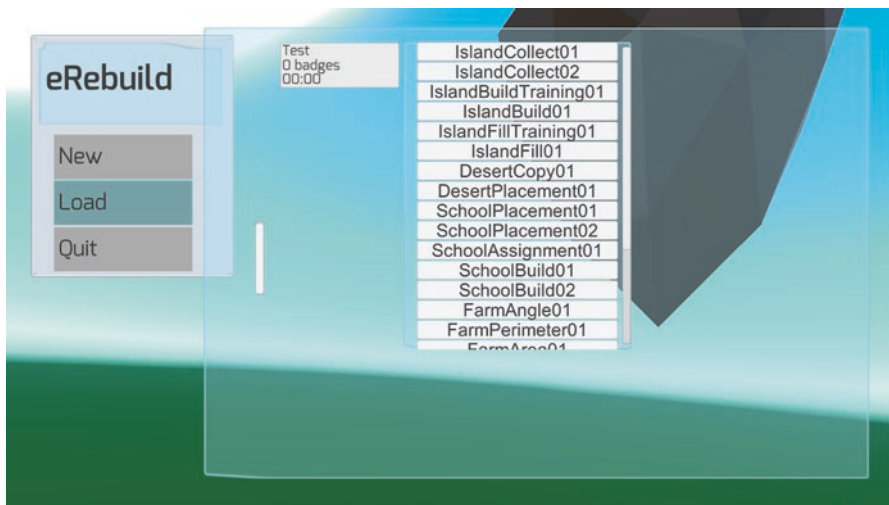 eRebuild
New
Load
Quit
Test
0 badges
00:00
IslandCollect01
IslandCollect02
IslandBuildTraining01
IslandBuild01
IslandFillTraining01
IslandFill01
DesertCopy01
DesertPlacement01
SchoolPlacement01
SchoolPlacement02
SchoolAssignment01
SchoolBuild01
SchoolBuild02
FarmAngle01
FarmPerimeter01
FarmArea01